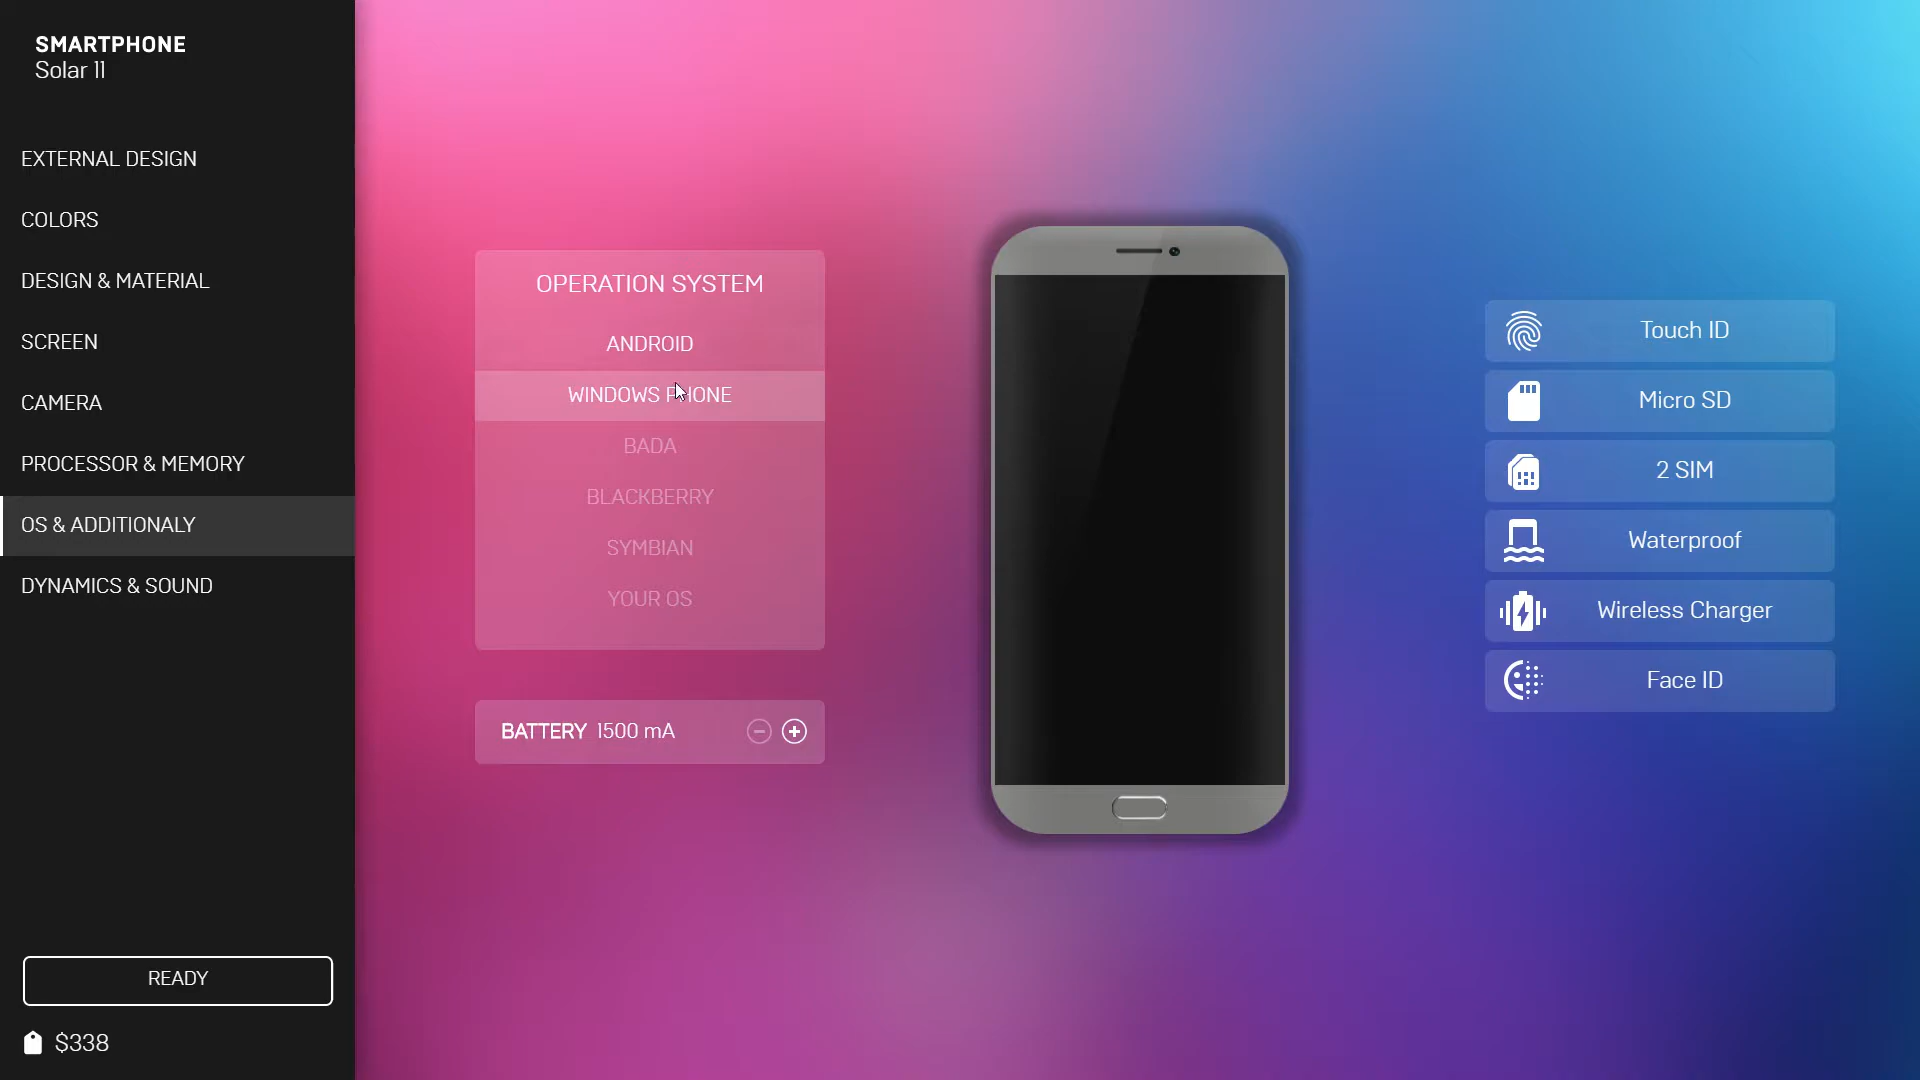 SMARTPHONE
Solar 11
EXTERNAL DESIGN
COLORS
DESIGN & MATERIAL
SCREEN
CAMERA
PROCESSOR & MEMORY
OS & ADDITIONALY
DYNAMICS & SOUND
READY
$338
OPERATION SYSTEM
ANDROID
WINDOWS PHONE
BADA
BLACKBERRY
SYMBIAN
YOUR OS
BATTERY 1500 mA
Touch ID
Micro SD
2 SIM
Waterproof
Wireless Charger
Face ID